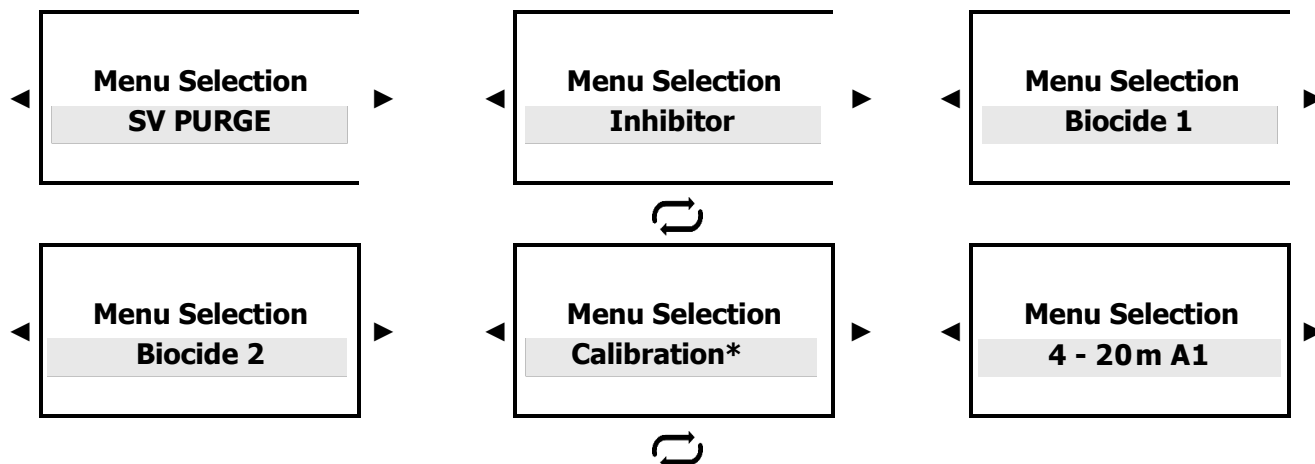 Menu Selection
SV PURGE
Menu Selection
Inhibitor
Menu Selection
Biocide 1
Menu Selection
Biocide 2
Menu Selection
Calibration*
Menu Selection
4 - 20m A1